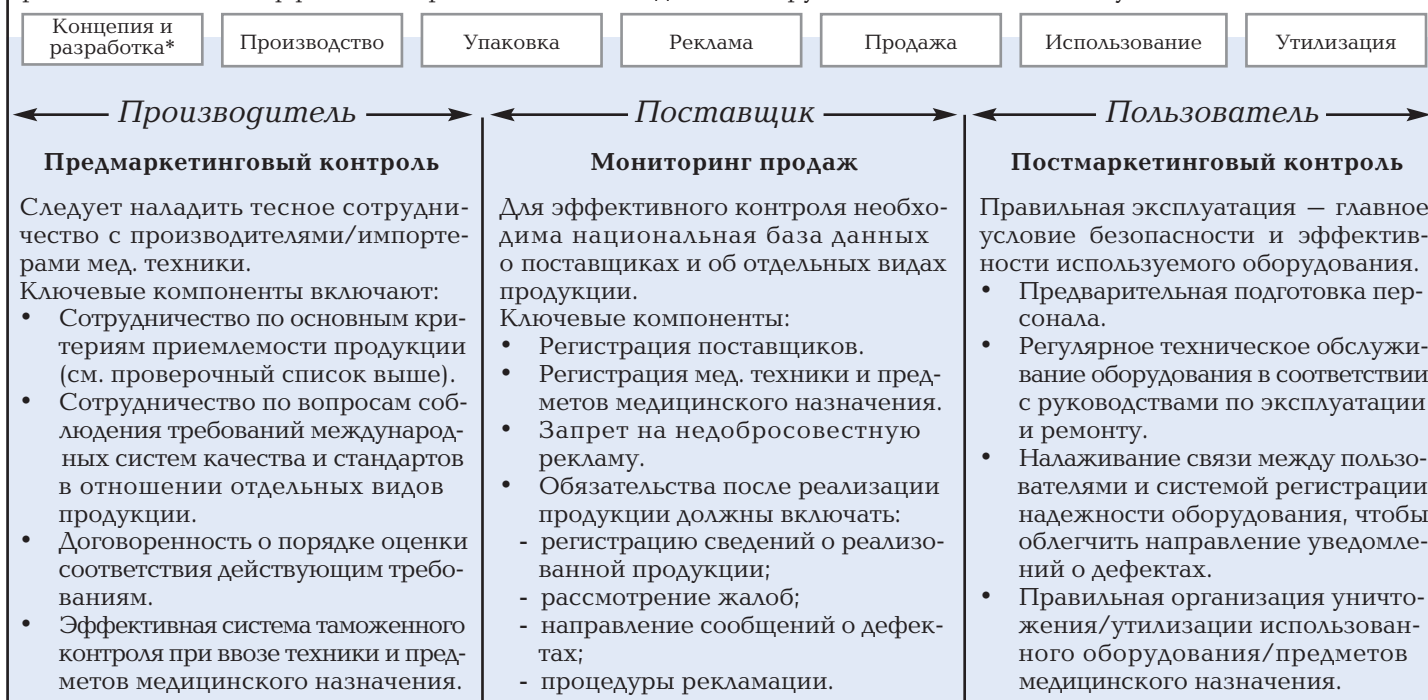 Концепия и
разработка*
Производство
Упаковка
Реклама
Продажа
Использование
Утилизация
Производитель
Предмаркетинговый контроль
Следует наладить тесное сотрудни-
чество с производителями/импорте-
рами мед. техники.
Ключевые компоненты включают:
• Сотрудничество по основным кри-
териям приемлемости продукции
(см. проверочный список выше).
• Сотрудничество по вопросам соб-
людения требований международ-
ных систем качества и стандартов
в отношении отдельных видов
продукции.
• Договоренность о порядке оценки
соответствия действующим требо-
ваниям.
• Эффективная система таможенного
контроля при ввозе техники и пред-
метов медицинского назначения.
Поставщик
Мониторинг продаж
Для эффективного контроля необхо-
дима национальная база данных
о поставщиках и об отдельных видах
продукции.
Ключевые компоненты:
• Регистрация поставщиков.
• Регистрация мед. техники и пред-
метов медицинского назначения.
• Запрет на недобросовестную
рекламу.
• Обязательства после реализации
продукции должны включать:
- регистрацию сведений о реализо-
ванной продукции;
- рассмотрение жалоб;
- направление сообщений о дефек-
тах;
- процедуры рекламации.
Пользователь
Постмаркетинговый контроль
Правильная эксплуатация — главное
условие безопасности и эффектив-
ности используемого оборудования.
• Предварительная подготовка пер-
сонала.
• Регулярное техническое обслужи-
вание оборудования в соответствии
с руководствами по эксплуатации
и ремонту.
• Налаживание связи между пользо-
вателями и системой регистрации
надежности оборудования, чтобы
облегчить направление уведомле-
ний о дефектах.
• Правильная организация уничто-
жения/утилизации использован-
ного оборудования/предметов
медицинского назначения.